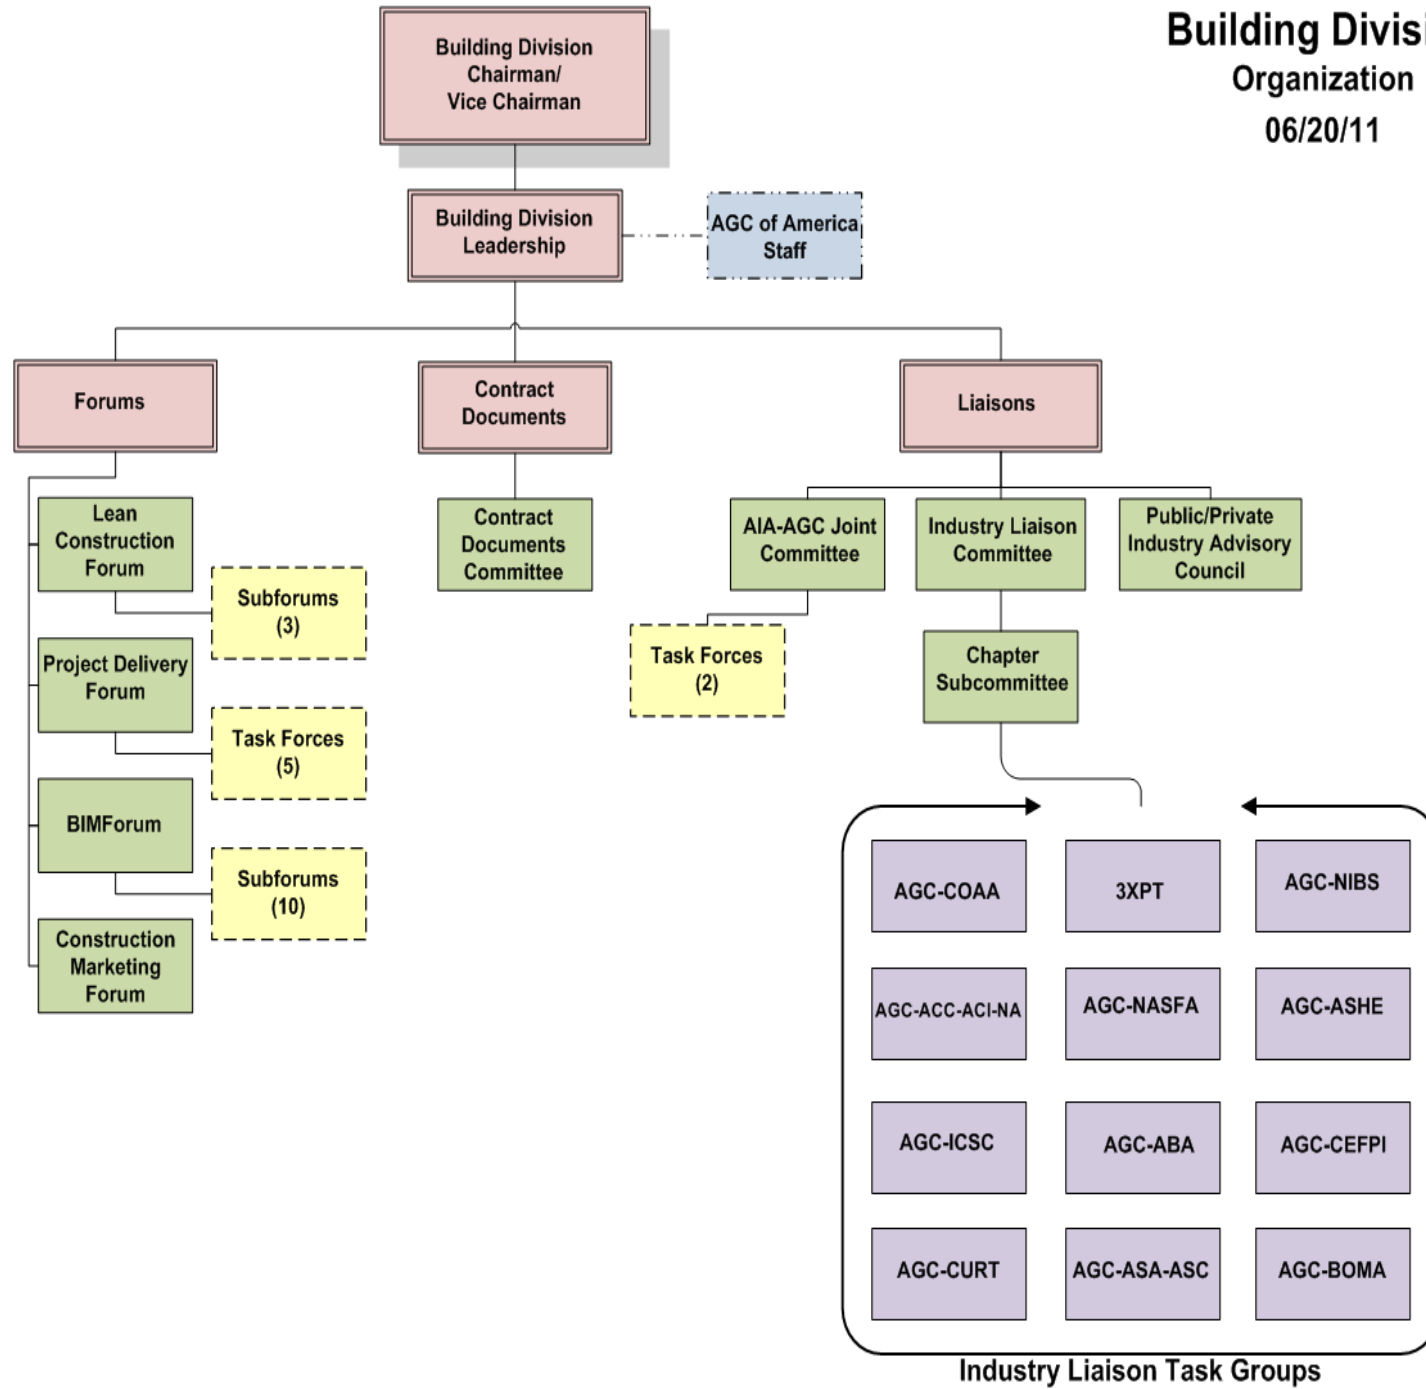 Building Divisi
Organization
06/20/11
Building Division
Chairman/
Vice Chairman
Building Division
Leadership
AGC of America
Staff
Forums
Contract
Documents
Liaisons
Lean
Construction
Forum
Subforums
(3)
Project Delivery
Forum
Task Forces
(5)
BIMForum
Subforums
(10)
Construction
Marketing
Forum
Contract
Documents
Committee
AIA-AGC Joint
Committee
Task Forces
(2)
Industry Liaison
Committee
Chapter
Subcommittee
Public/Private
Industry Advisory
Council
AGC-COAA
3XPT
AGC-NIBS
AGC-ACC-ACI-NA
AGC-NASFA
AGC-ASHE
AGC-ICSC
AGC-ABA
AGC-CEFPI
AGC-CURT
AGC-ASA-ASC
AGC-BOMA
Industry Liaison Task Groups